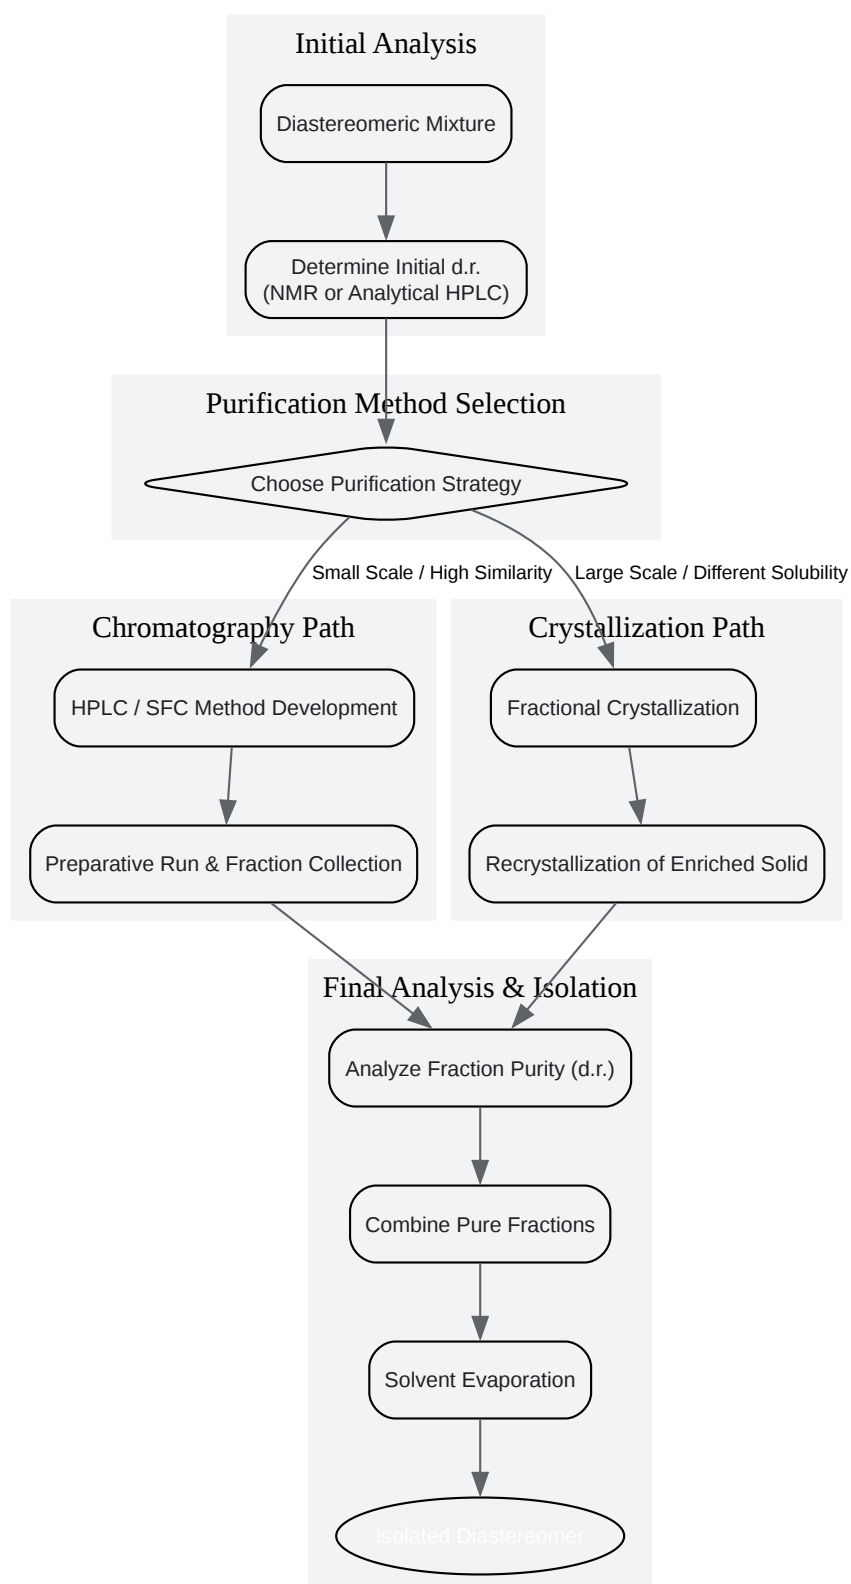 Initial Analysis
Diastereomeric Mixture
Determine Initial d.r.
(NMR or Analytical HPLC)
Purification Method Selection
Choose Purification Strategy
Small Scale / High Similarity
Large Scale / Different Solubility
Chromatography Path
HPLC / SFC Method Development
Preparative Run & Fraction Collection
Crystallization Path
Fractional Crystallization
Recrystallization of Enriched Solid
Final Analysis & Isolation
Analyze Fraction Purity (d.r.)
Combine Pure Fractions
Solvent Evaporation
Isolated Diastereomer